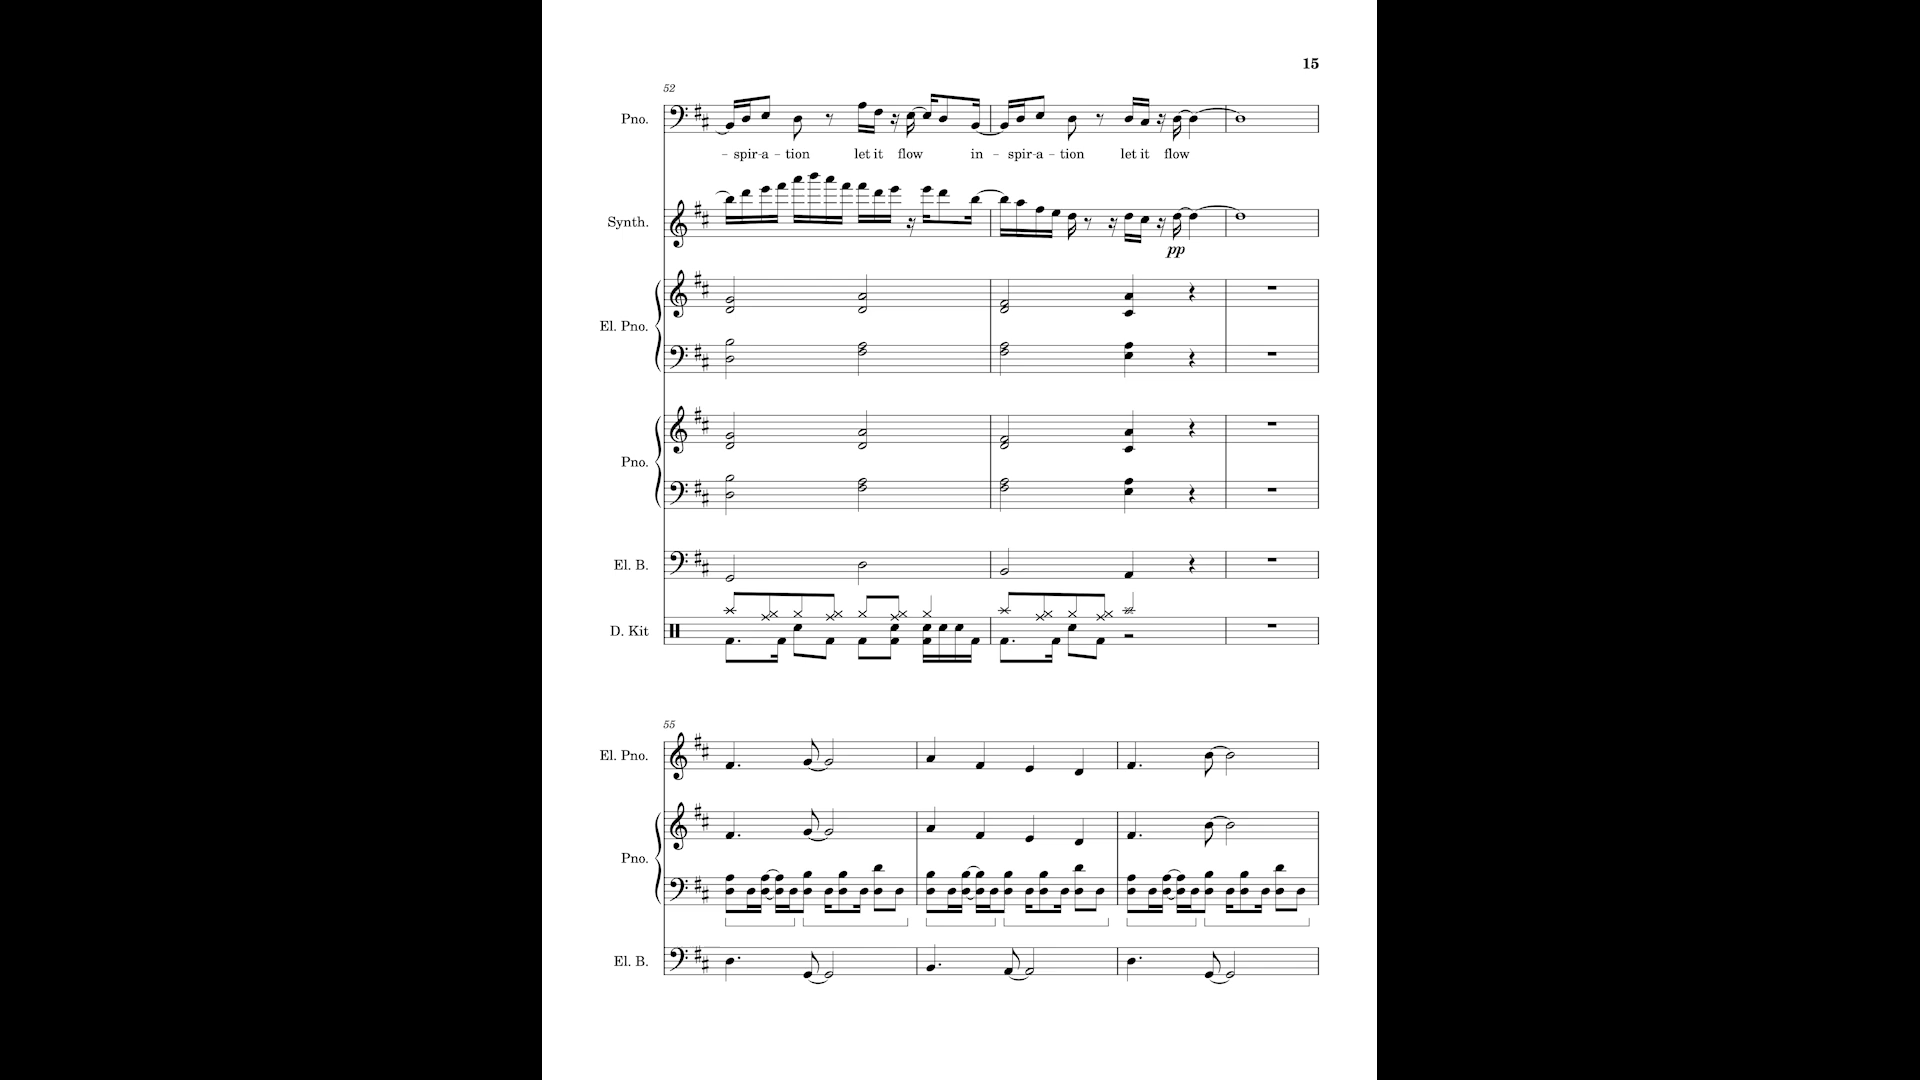 15
52
Pno.
- spir-a - tion let it flow in - spir-a - tion let it flow
Synth.
pp
El. Pno.
Pno.
El. B.
D. Kit
55
El. Pno.
Pno.
El. B.